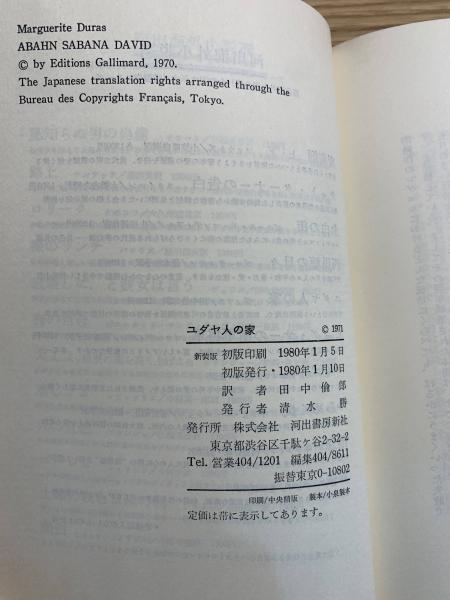 Marguerite Duras
ABAHN SABANA DAVID
© by Editions Gallimard, 1970.
The Japanese translation rights arranged through the
Bureau des Copyrights Français, Tokyo.
ユダヤ人の家 © 1971
新装版 初版印刷 1980年1月5日
初版発行・1980年1月10日
訳者 田中倫郎
発行者 清水勝
発行所 株式会社 河出書房新社
東京都渋谷区千駄ケ谷2-32-2
Tel. 営業404/1201 編集404/8611
振替東京0-10802
印刷/中央精版 製本/小泉製本
定価は帯に表示してあります。